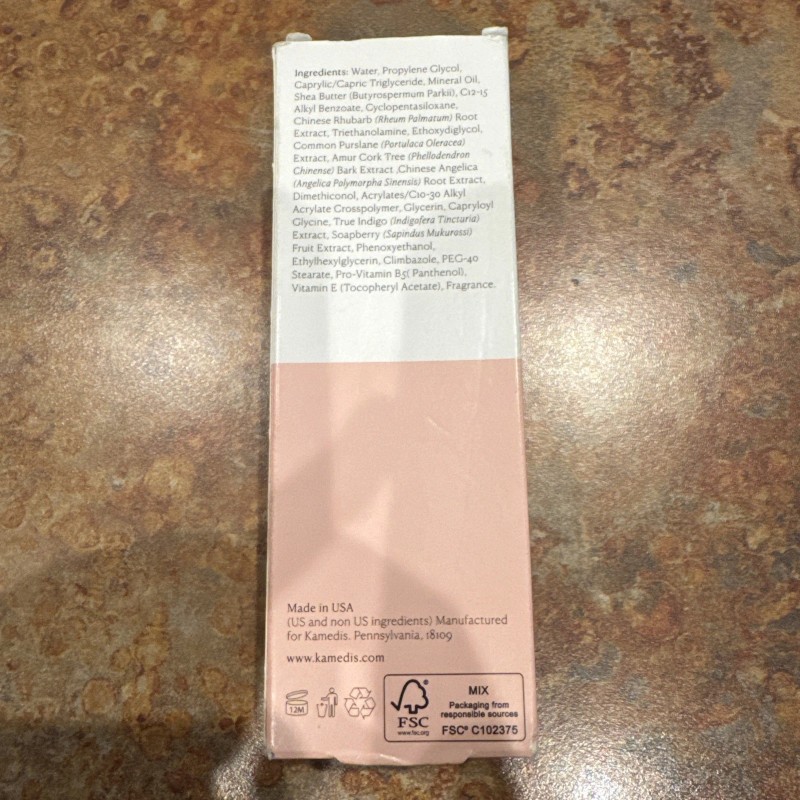 Ingredients: Water, Propylene Glycol,
Caprylic/Capric Triglyceride, Mineral Oil,
Shea Butter (Butyrospermum Parkii), C12-15
Alkyl Benzoate, Cyclopentasiloxane,
Chinese Rhubarb (Rheum Palmatum) Root
Extract, Triethanolamine, Ethoxydiglycol,
Common Purslane (Portulaca Oleracea)
Extract, Amur Cork Tree (Phellodendron
Chinense) Bark Extract ,Chinese Angelica
(Angelica Polymorpha Sinensis) Root Extract,
Dimethiconol, Acrylates/C10-30 Alkyl
Acrylate Crosspolymer, Glycerin, Capryloyl
Glycine, True Indigo (Indigofera Tincturia)
Extract, Soapberry (Sapindus Mukurassi)
Fruit Extract, Phenoxyethanol,
Ethylhexylglycerin, Climbazole, PEG-40
Stearate, Pro-Vitamin B5( Panthenol),
Vitamin E (Tocopheryl Acetate), Fragrance.
Made in USA
(US and non US ingredients) Manufactured
for Kamedis. Pennsylvania, 18109
www.kamedis.com
12M
FSC
www.fsc.org
MIX
Packaging from
responsible sources
FSC® C102375